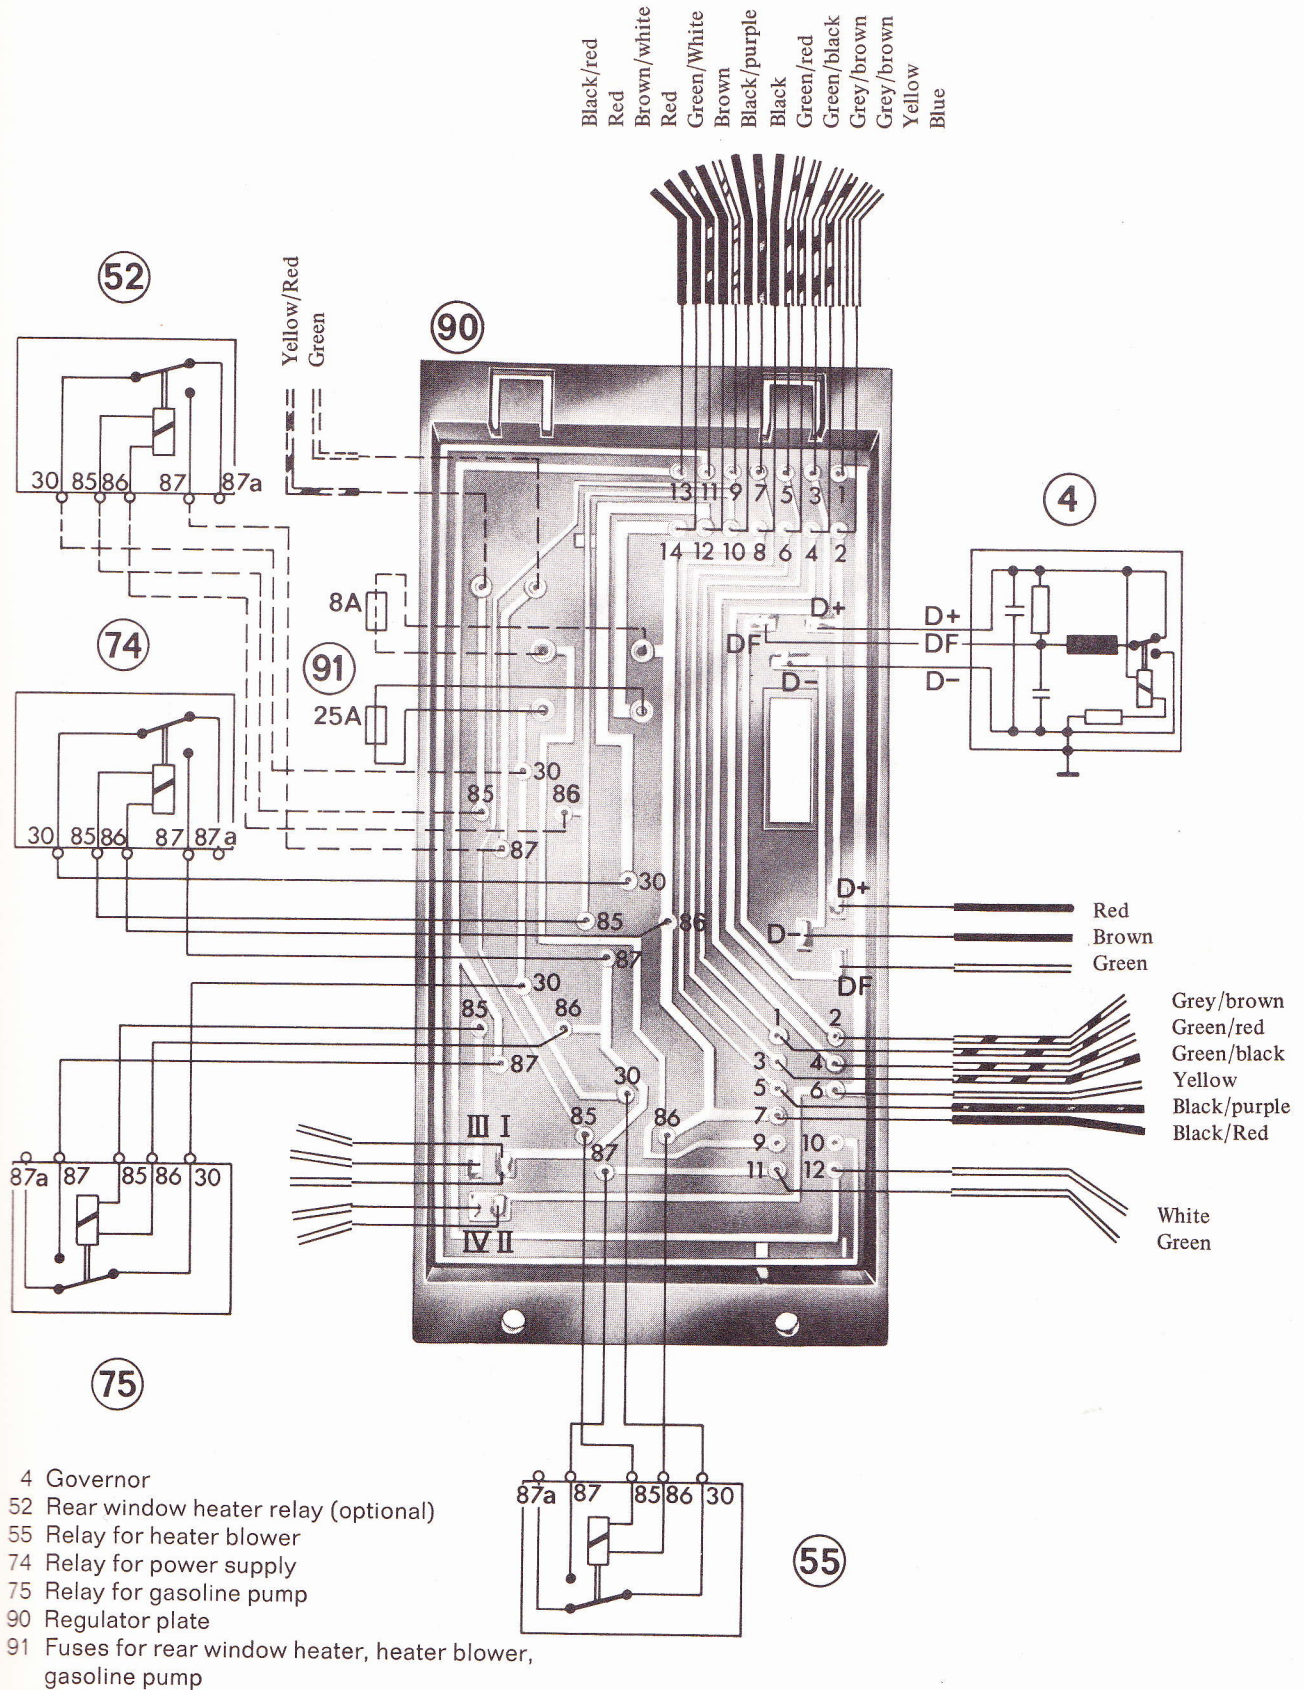 Black/red
Red
Brown/white
Red
Green/White
Brown
Black/purple
Black
Green/red
Green/black
Grey/brown
Grey/brown
Yellow
Blue
52
Yellow/Red
Green
90
30 85 86 87 87a
4
13 11 9 7 5 3 1
14 12 10 8 6 4 2
8A
D+
DF
D-
D+
DF
D-
74
91
25A
30
85 86
87
30 85 86 87 87a
30
85 86
87
D+
D-
DF
Red
Brown
Green
30
85 86
87
1 2
3 4
5 6
7
9 10
11 12
Grey/brown
Green/red
Green/black
Yellow
Black/purple
Black/Red
30
85 86
87
III I
IV II
87a 87 85 86 30
White
Green
75
87a 87 85 86 30
55
4 Governor
52 Rear window heater relay (optional)
55 Relay for heater blower
74 Relay for power supply
75 Relay for gasoline pump
90 Regulator plate
91 Fuses for rear window heater, heater blower,
gasoline pump